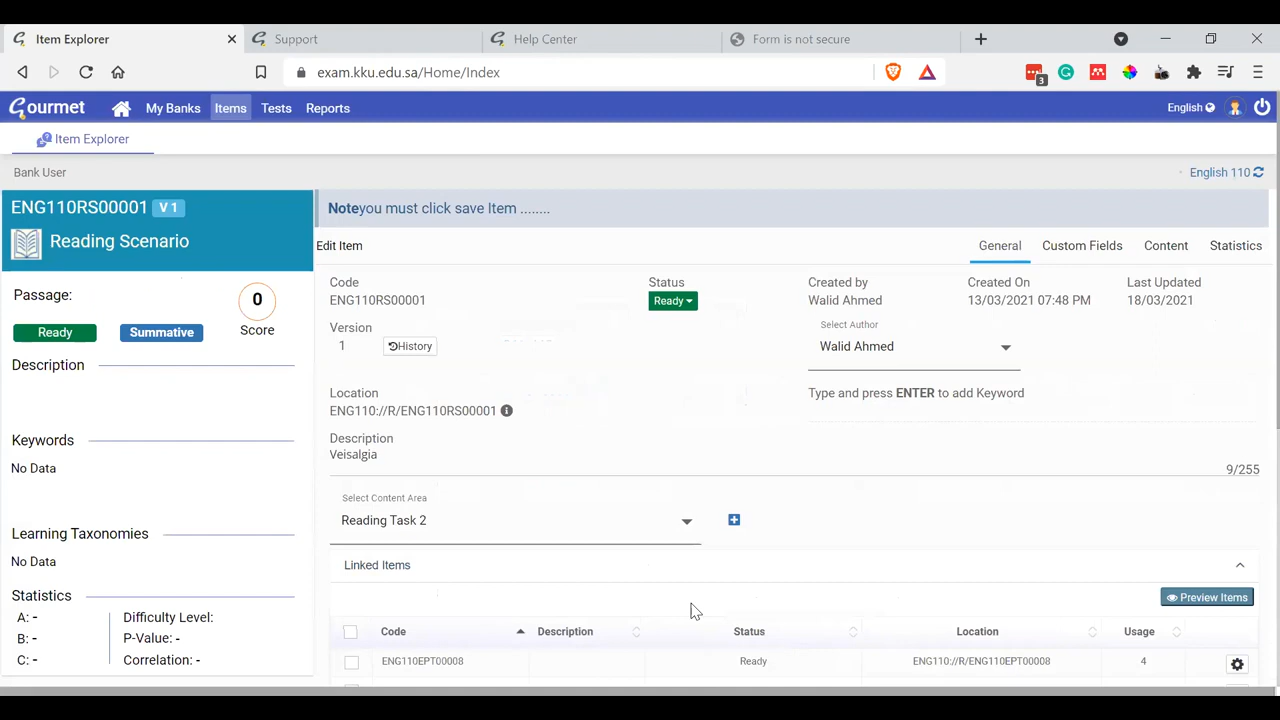 Item Explorer
Support
Help Center
Form is not secure
exam.kku.edu.sa/Home/Index
3
Gourmet
My Banks
Items
Tests
Reports
English
Item Explorer
Bank User
English 110
ENG110RS00001 V 1
Reading Scenario
Passage:
0
Score
Ready
Summative
Description
Keywords
No Data
Learning Taxonomies
No Data
Statistics
A: -
B: -
C: -
Difficulty Level:
P-Value: -
Correlation: -
Noteyou must click save Item ........
Edit Item
General
Custom Fields
Content
Statistics
Code
ENG110RS00001
Status
Ready
Created by
Walid Ahmed
Created On
13/03/2021 07:48 PM
Last Updated
18/03/2021
Version
1
History
Select Author
Walid Ahmed
Location
ENG110://R/ENG110RS00001
Type and press ENTER to add Keyword
Description
Veisalgia
9/255
Select Content Area
Reading Task 2
Linked Items
Preview Items
Code
Description
Status
Location
Usage
ENG110EPT00008
Ready
ENG110://R/ENG110EPT00008
4